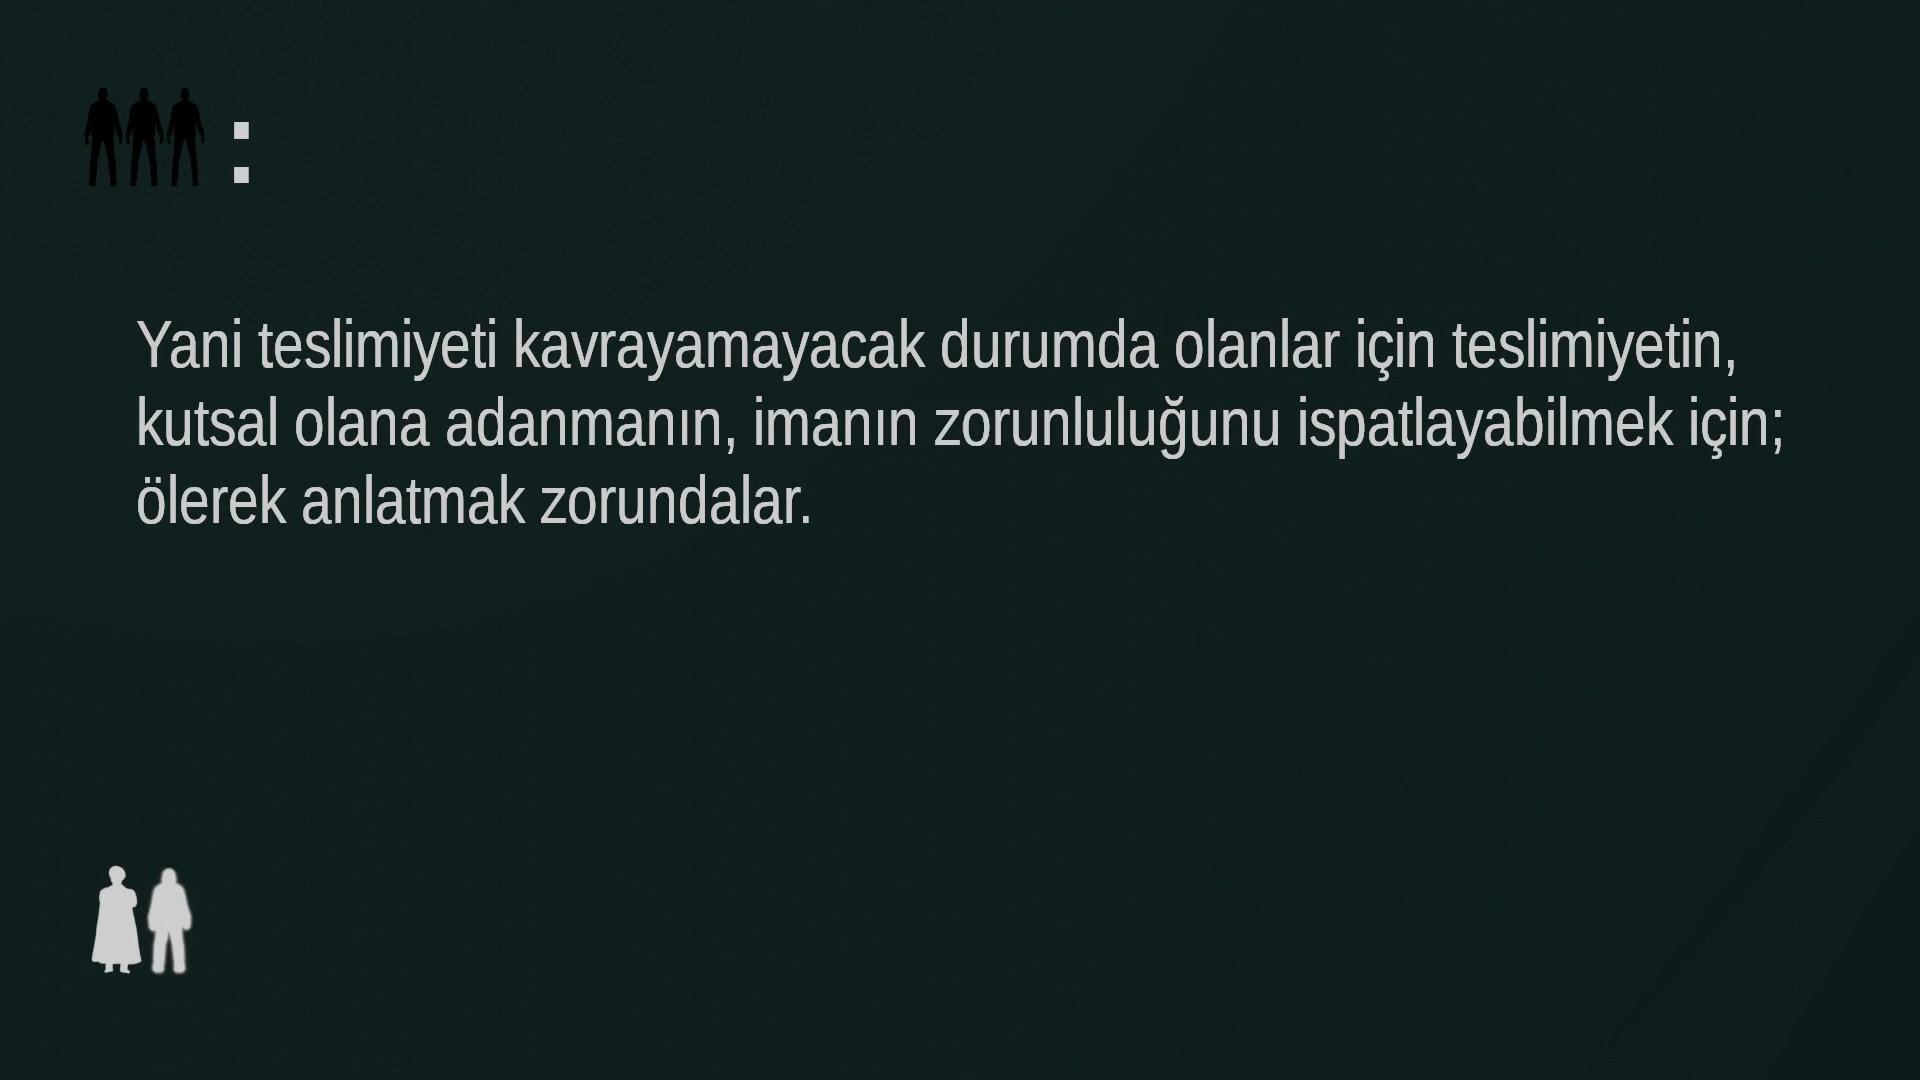 :
Yani teslimiyeti kavrayamayacak durumda olanlar için teslimiyetin,
kutsal olana adanmanın, imanın zorunluluğunu ispatlayabilmek için;
ölerek anlatmak zorundalar.